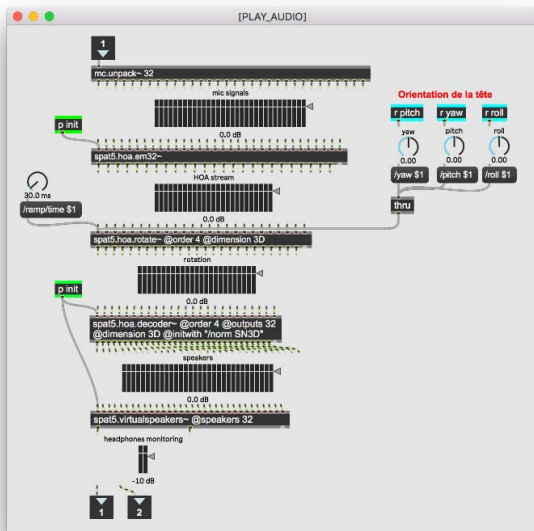 [PLAY_AUDIO]
1
mc.unpack~ 32
mic signals
0.0 dB
p init
spat5.hoa.em32~
HOA stream
0.0 dB
30.0 ms
/ramp/time $1
spat5.hoa.rotate~ @order 4 @dimension 3D
rotation
0.0 dB
p init
spat5.hoa.decoder~ @order 4 @outputs 32
@dimension 3D @initwith "/norm SN3D"
speakers
0.0 dB
spat5.virtualspeakers~ @speakers 32
headphones monitoring
-10 dB
1
2
Orientation de la tête
r pitch
r yaw
r roll
yaw
pitch
roll
0.00
0.00
0.00
/yaw $1
/pitch $1
/roll $1
thru